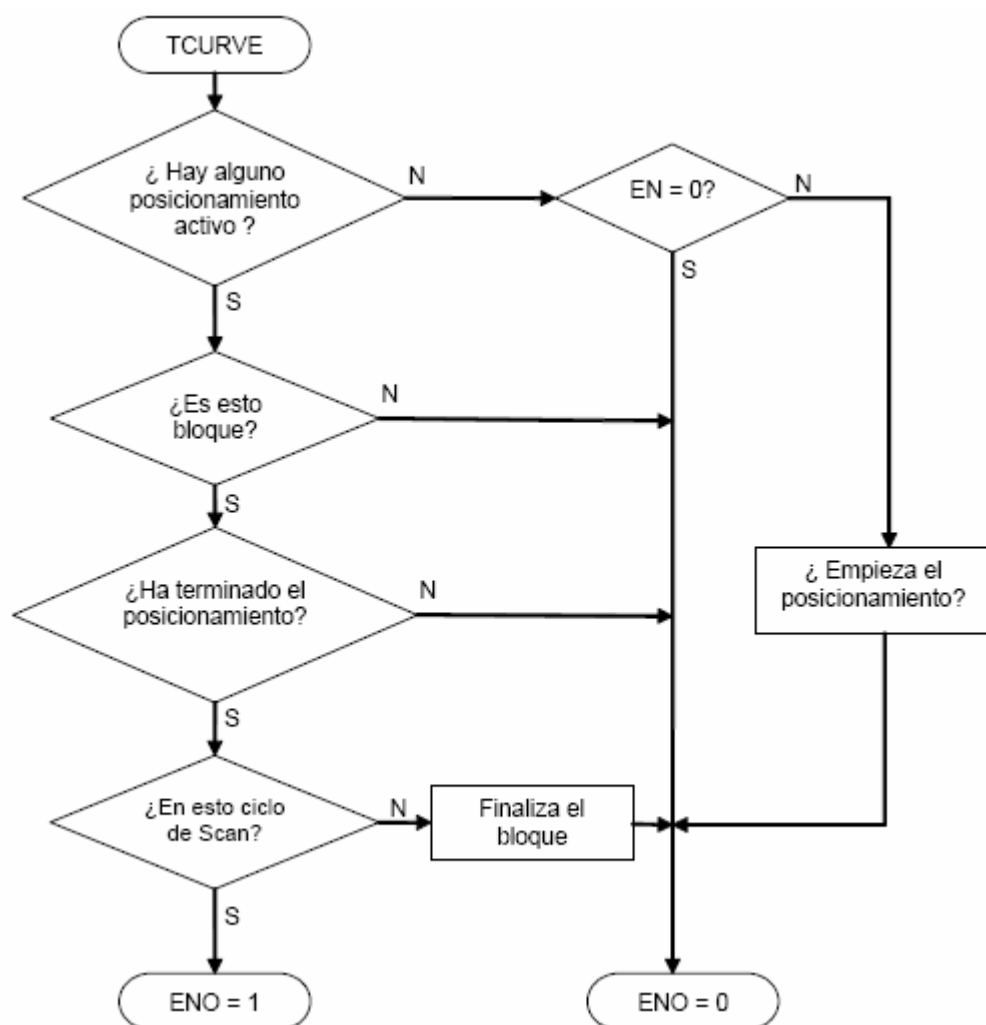 TCURVE
¿ Hay alguno
posicionamiento
activo ?
N
EN = 0?
N
S
S
¿Es esto
bloque?
N
S
¿Ha terminado el
posicionamiento?
N
¿ Empieza el
posicionamiento?
S
¿En esto ciclo
de Scan?
N
Finaliza el
bloque
S
ENO = 1
ENO = 0